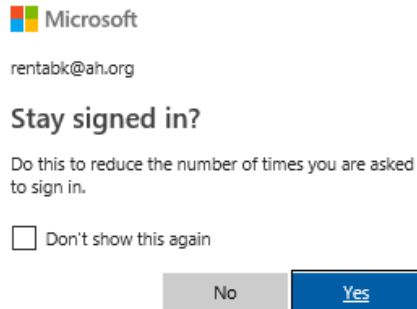 Microsoft
rentabk@ah.org
Stay signed in?
Do this to reduce the number of times you are asked
to sign in.
Don't show this again
No
Yes